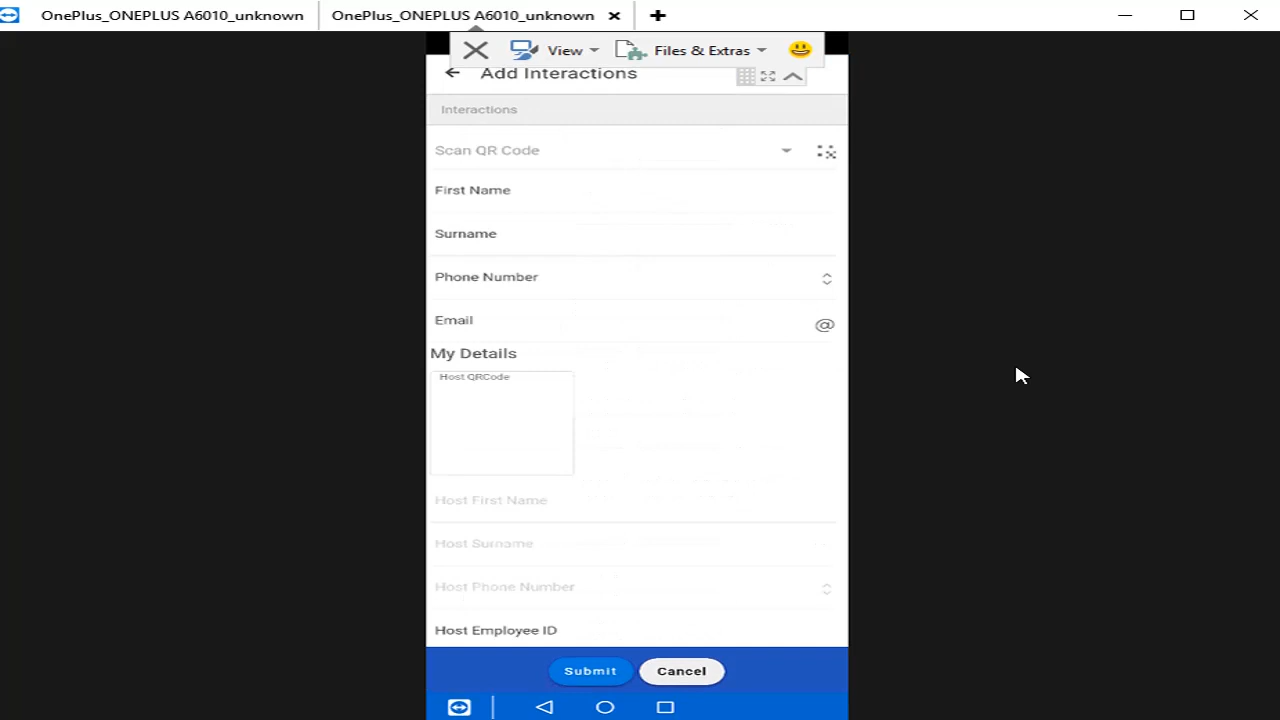 OnePlus_ONEPLUS A6010_unknown
OnePlus_ONEPLUS A6010_unknown
View
Files & Extras
Add Interactions
Interactions
Scan QR Code
First Name
Surname
Phone Number
Email
@
My Details
Host QRCode
Host First Name
Host Surname
Host Phone Number
Host Employee ID
Submit
Cancel